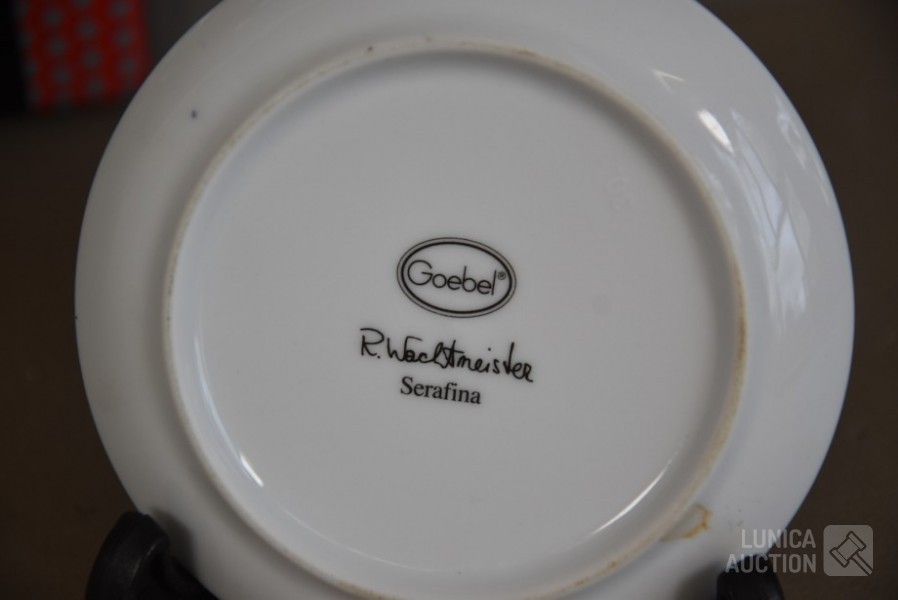 Goebel®
R. Wachtmeister
Serafina
LUNICA
AUCTION